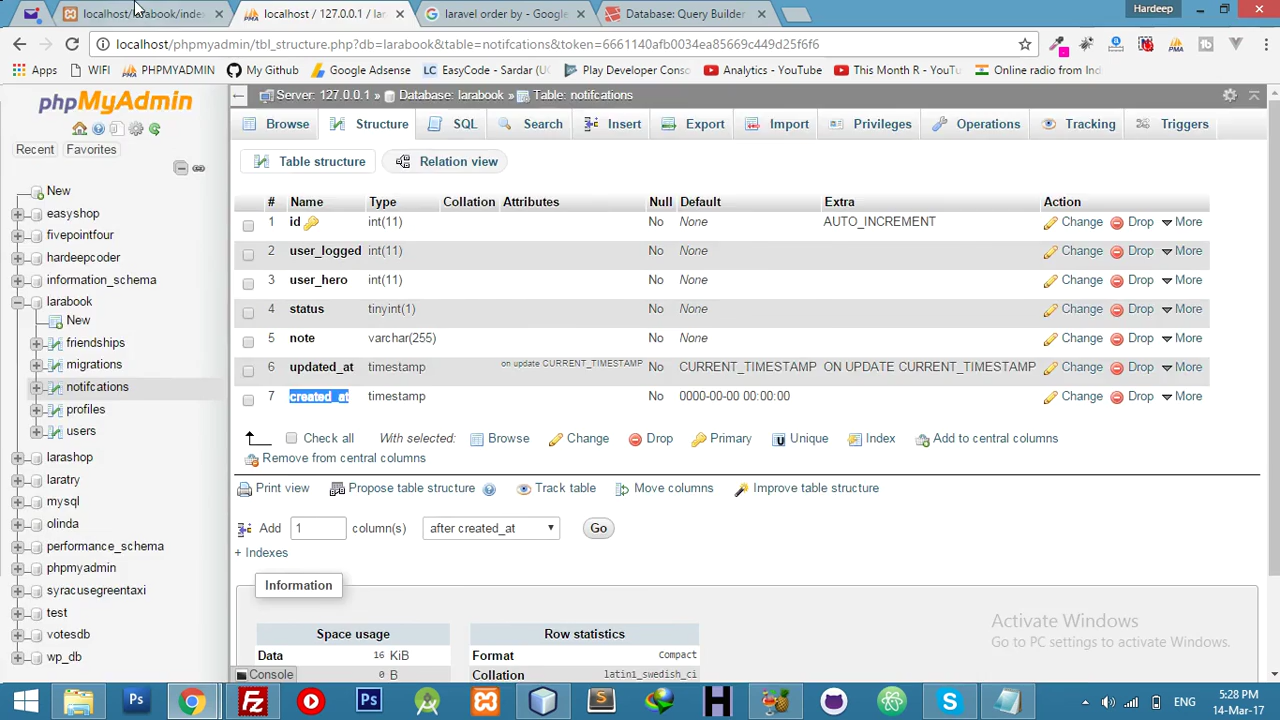 localhost/larabook/index
localhost / 127.0.0.1 / lar
laravel order by - Google
Database: Query Builder
Hardeep
localhost/phpmyadmin/tbl_structure.php?db=larabook&table=notifcations&token=6661140afb0034ea85669c449d25f6f6
Apps
WIFI
PHPMYADMIN
My Github
Google Adsense
LC EasyCode - Sardar (U
Play Developer Conso
Analytics - YouTube
This Month R - YouTu
Online radio from Ind
phpMyAdmin
Server: 127.0.0.1 » Database: larabook » Table: notifcations
Browse Structure SQL Search Insert Export Import Privileges Operations Tracking Triggers
Recent Favorites
Table structure Relation view
New
easyshop
fivepointfour
hardeepcoder
information_schema
larabook
New
friendships
migrations
notifcations
profiles
users
larashop
laratry
mysql
olinda
performance_schema
phpmyadmin
syracusegreentaxi
test
votesdb
wp_db
# Name Type Collation Attributes Null Default Extra Action
1 id int(11) No None AUTO_INCREMENT Change Drop More
2 user_logged int(11) No None Change Drop More
3 user_hero int(11) No None Change Drop More
4 status tinyint(1) No None Change Drop More
5 note varchar(255) No None Change Drop More
6 updated_at timestamp on update CURRENT_TIMESTAMP No CURRENT_TIMESTAMP ON UPDATE CURRENT_TIMESTAMP Change Drop More
7 created_at timestamp No 0000-00-00 00:00:00 Change Drop More
Check all With selected: Browse Change Drop Primary Unique Index Add to central columns
Remove from central columns
Print view Propose table structure Track table Move columns Improve table structure
Add 1 column(s) after created_at Go
+ Indexes
Information
Space usage
Data 16 KiB
0 B
Row statistics
Format Compact
Collation latin1_swedish_ci
Console
Activate Windows
Go to PC settings to activate Windows.
ENG
5:28 PM
14-Mar-17